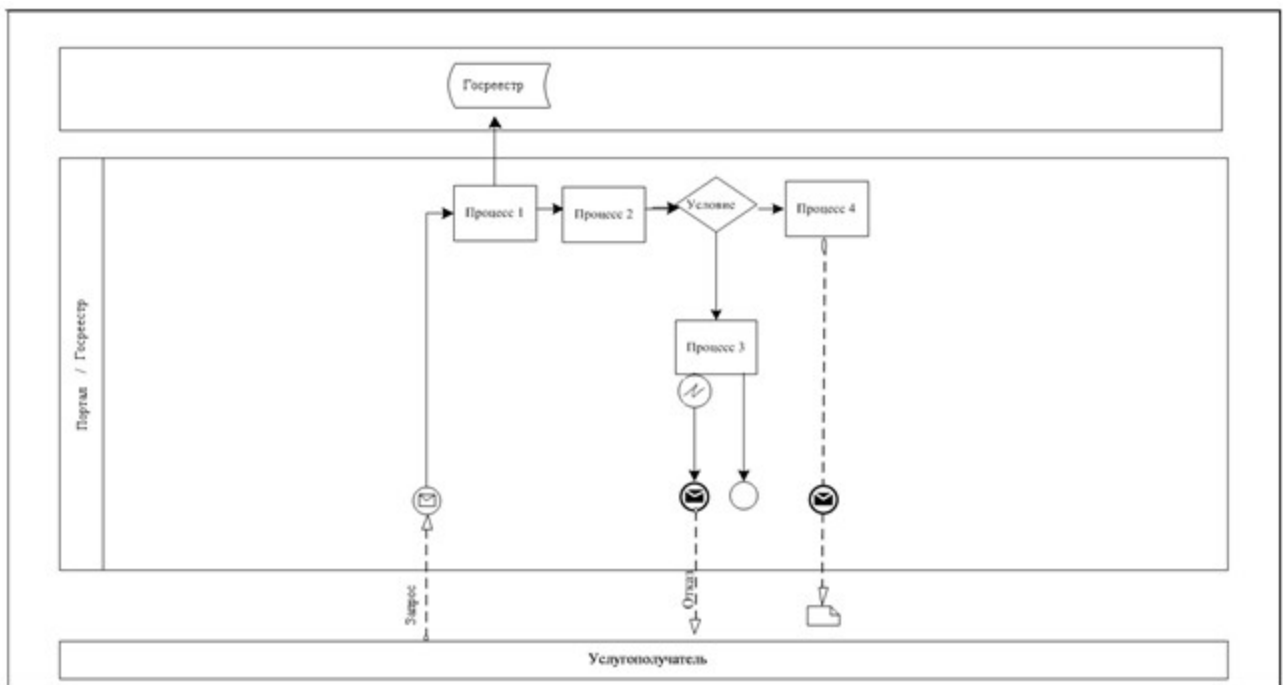 Госреестр
Процесс 1
Процесс 2
Условие
Процесс 4
Процесс 3
Портал / Госреестр
Запрос
Отказ
Услугополучатель